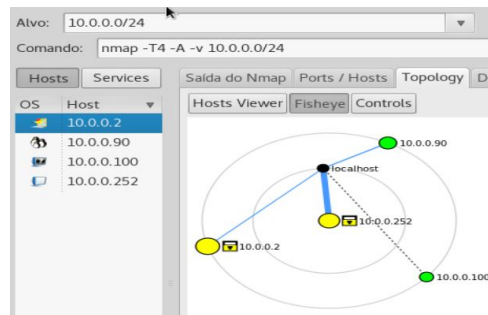 Alvo: 10.0.0.0/24
Comando: nmap -T4 -A -v 10.0.0.0/24
Hosts Services Saída do Nmap Ports / Hosts Topology D
OS Host Hosts Viewer Fisheye Controls
10.0.0.2
10.0.0.90
10.0.0.100
10.0.0.252
10.0.0.90
localhost
10.0.0.252
10.0.0.2
10.0.0.100